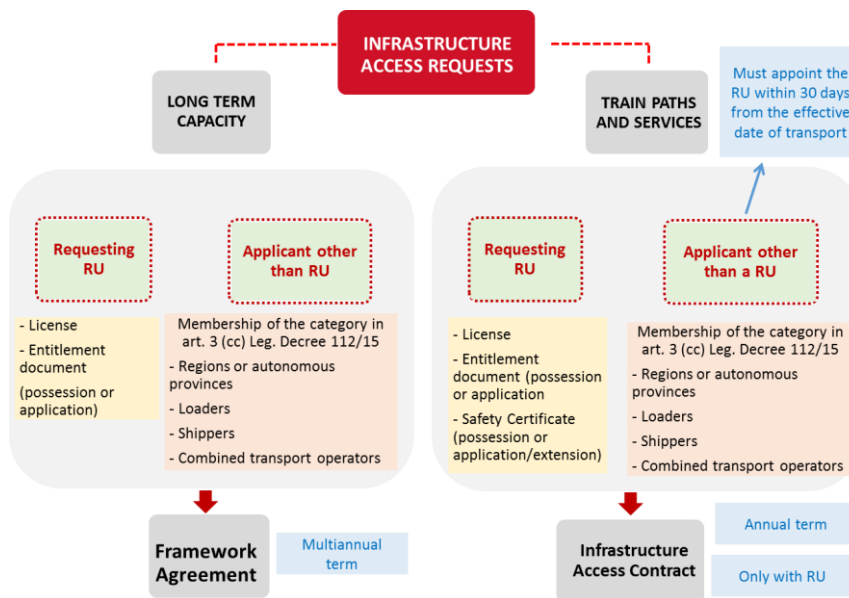 INFRASTRUCTURE
ACCESS REQUESTS
LONG TERM
CAPACITY
TRAIN PATHS
AND SERVICES
Must appoint the
RU within 30 days
from the effective
date of transport
Requesting
RU
Applicant other
than RU
- License
- Entitlement
document
(possession or
application)
Membership of the category in
art. 3 (cc) Leg. Decree 112/15
- Regions or autonomous
provinces
- Loaders
- Shippers
- Combined transport operators
Requesting
RU
Applicant other
than a RU
- License
- Entitlement
document (possession
or application
- Safety Certificate
(possession or
application/extension)
Membership of the category in
art. 3 (cc) Leg. Decree 112/15
- Regions or autonomous
provinces
- Loaders
- Shippers
- Combined transport operators
Framework
Agreement
Multiannual
term
Infrastructure
Access Contract
Annual term
Only with RU